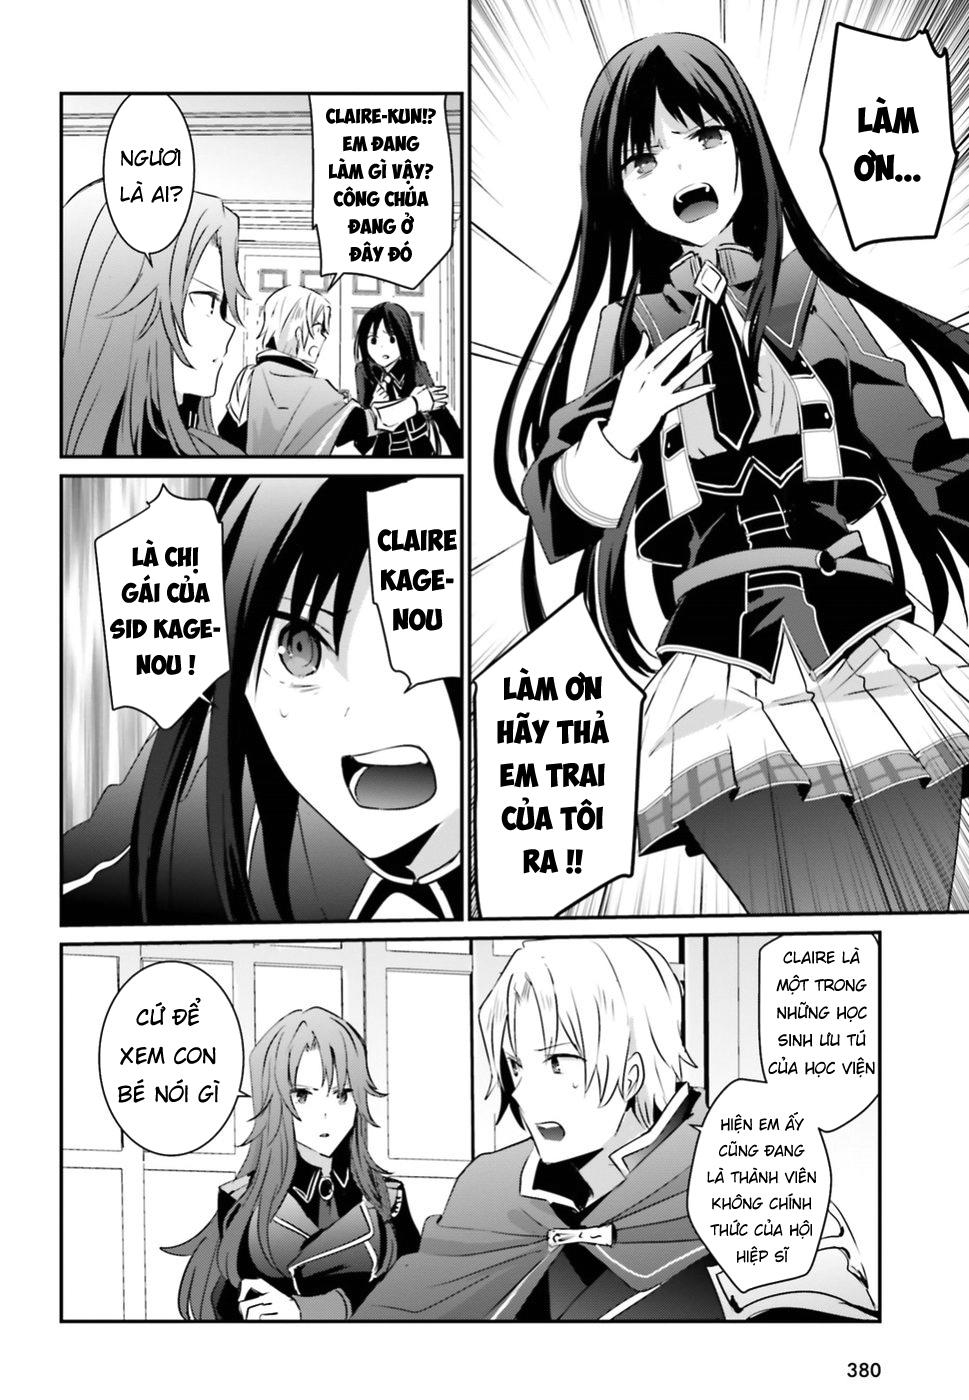 LÀM
ƠN...
LÀM ƠN
HÃY THẢ
EM TRAI
CỦA TÔI
RA !!
CLAIRE-KUN!?
EM ĐANG
LÀM GÌ VẬY?
CÔNG CHÚA
ĐANG Ở
ĐÂY ĐÓ
NGƯƠI
LÀ AI?
CLAIRE
KAGE-
NOU
LÀ CHỊ
GÁI CỦA
SID KAGE-
NOU !
CLAIRE LÀ
MỘT TRONG
NHỮNG HỌC
SINH ƯU TÚ
CỦA HỌC VIỆN
HIỆN EM ẤY
CŨNG ĐANG
LÀ THÀNH VIÊN
KHÔNG CHÍNH
THỨC CỦA HỘI
HIỆP SĨ
CỨ ĐỂ
XEM CON
BÉ NÓI GÌ
380